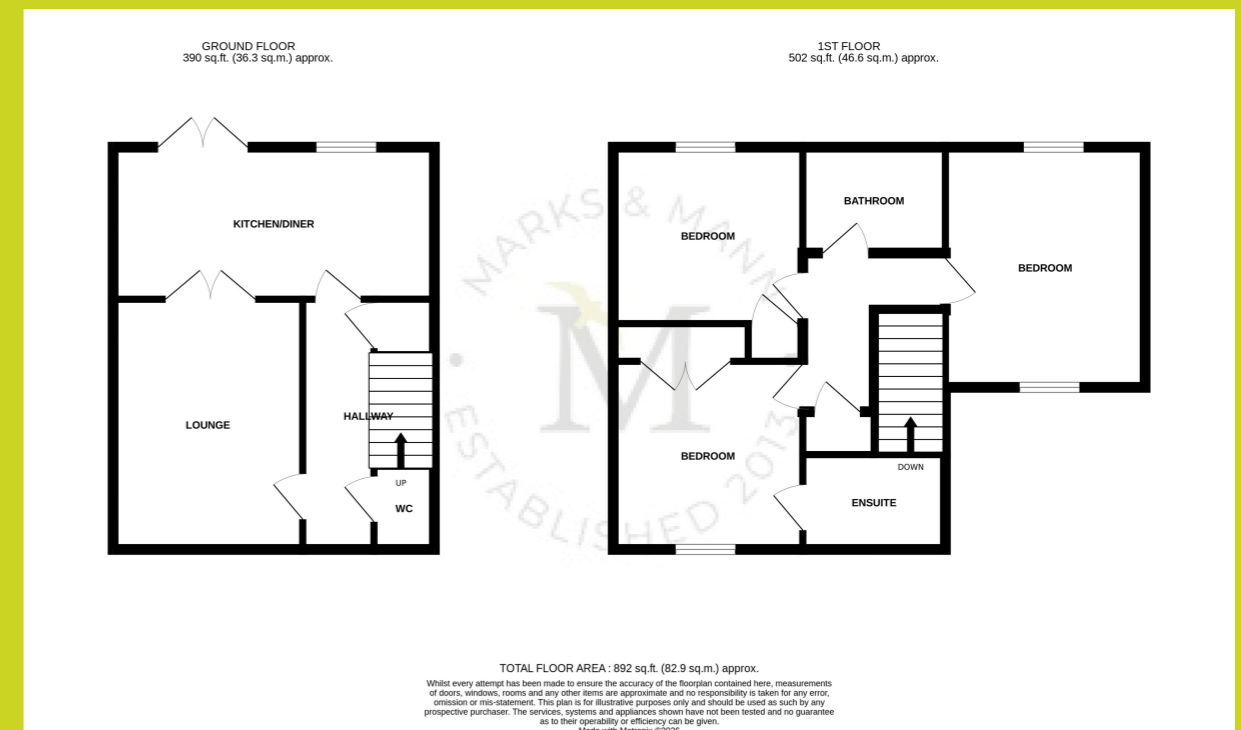 GROUND FLOOR
390 sq.ft. (36.3 sq.m.) approx.
1ST FLOOR
502 sq.ft. (46.6 sq.m.) approx.
KITCHEN/DINER
LOUNGE
HALLWAY
UP
WC
BEDROOM
BATHROOM
BEDROOM
BEDROOM
ENSUITE
DOWN
MARKS & MANN
M
ESTABLISHED 2013
TOTAL FLOOR AREA : 892 sq.ft. (82.9 sq.m.) approx.
Whilst every attempt has been made to ensure the accuracy of the floorplan contained here, measurements
of doors, windows, rooms and any other items are approximate and no responsibility is taken for any error,
omission or mis-statement. This plan is for illustrative purposes only and should be used as such by any
prospective purchaser. The services, systems and appliances shown have not been tested and no guarantee
as to their operability or efficiency can be given.
Made with Metropix ©2026